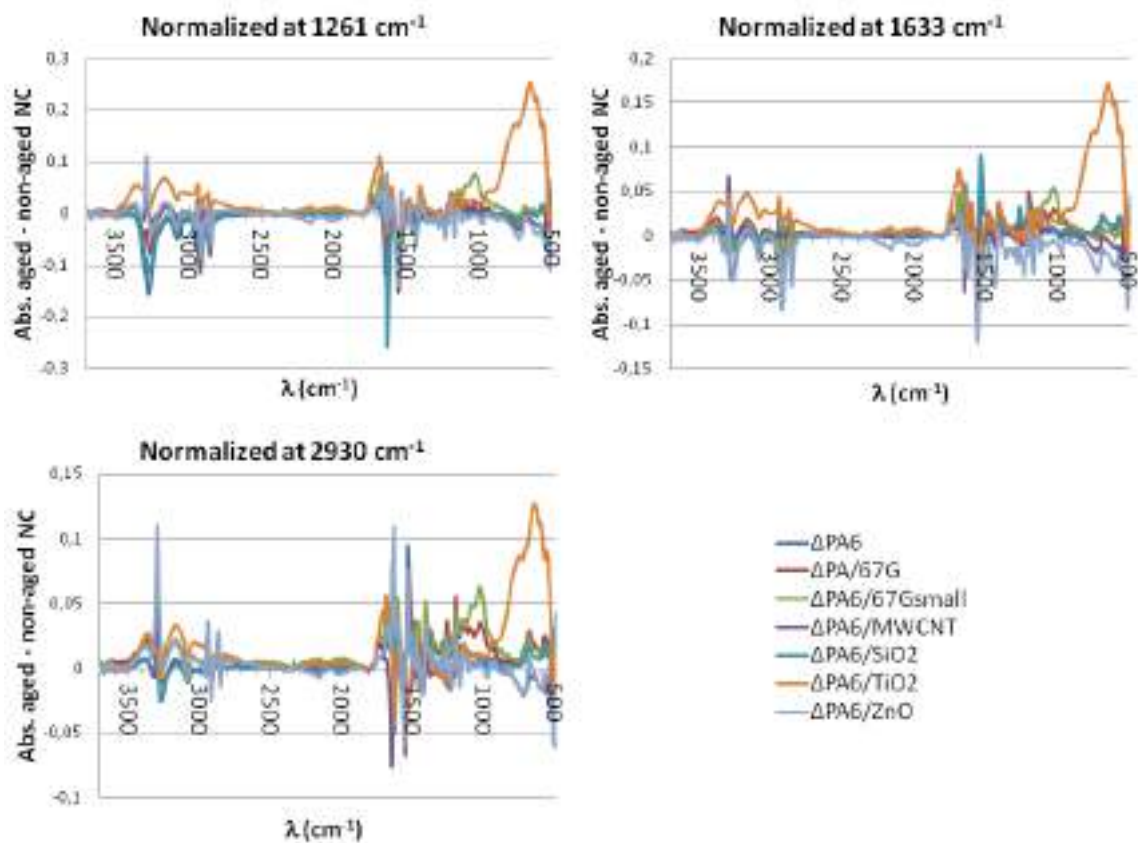 Normalized at 1261 cm-1
Abs. aged - non-aged NC
0,3
0,2
0,1
0
-0,1
-0,2
-0,3
3500
3000
2500
2000
1500
1000
500
λ (cm-1)
Normalized at 1633 cm-1
Abs. aged - non-aged NC
0,2
0,15
0,1
0,05
0
-0,05
-0,1
-0,15
3500
3000
2500
2000
1500
1000
500
λ (cm-1)
Normalized at 2930 cm-1
Abs. aged - non-aged NC
0,15
0,1
0,05
0
-0,05
-0,1
3500
3000
2500
2000
1500
1000
500
λ (cm-1)
ΔPA6
ΔPA/67G
ΔPA6/67Gsmall
ΔPA6/MWCNT
ΔPA6/SiO2
ΔPA6/TiO2
ΔPA6/ZnO